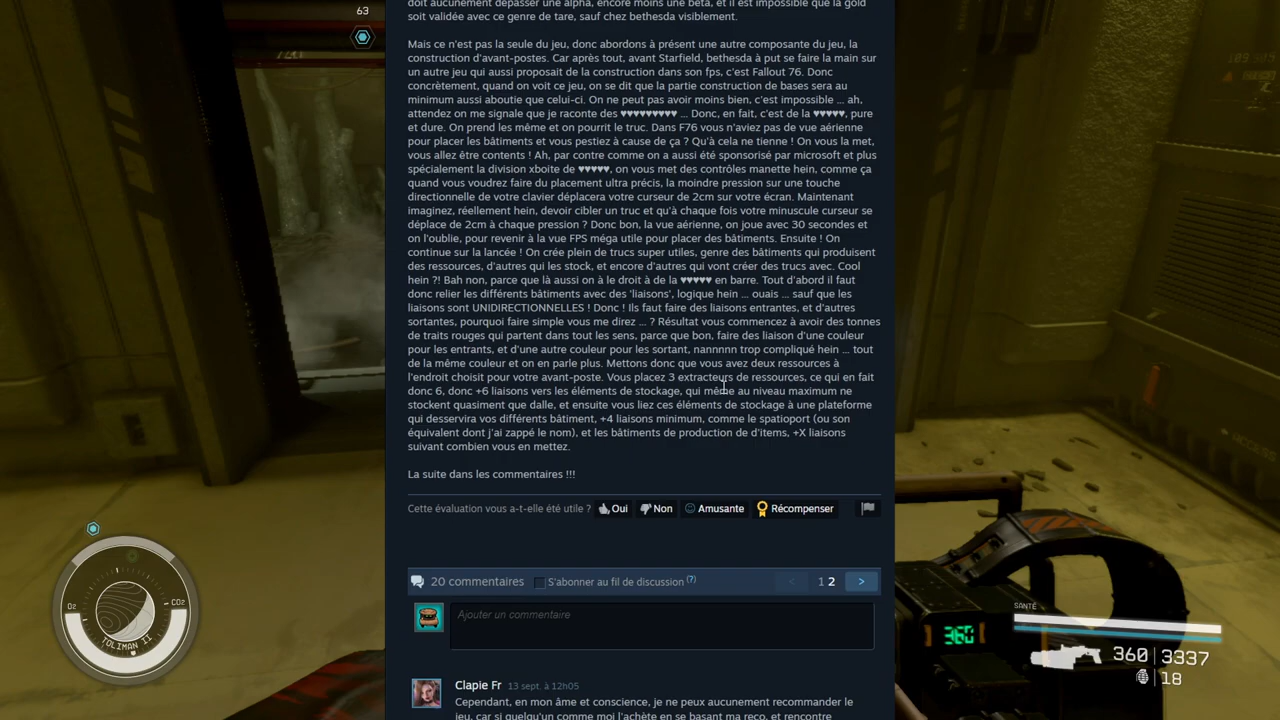 63
doit aucunement dépasser une alpha, encore moins une beta, et il est impossible que la gold
soit validée avec ce genre de tare, sauf chez bethesda visiblement.
Mais ce n'est pas la seule du jeu, donc abordons à présent une autre composante du jeu, la
construction d'avant-postes. Car après tout, avant Starfield, bethesda à put se faire la main sur
un autre jeu qui aussi proposait de la construction dans son fps, c'est Fallout 76. Donc
concrètement, quand on voit ce jeu, on se dit que la partie construction de bases sera au
minimum aussi aboutie que celui-ci. On ne peut pas avoir moins bien, c'est impossible ... ah,
attendez on me signale que je raconte des ♥♥♥♥♥♥♥♥♥ ... Donc, en fait, c'est de la ♥♥♥♥♥, pure
et dure. On prend les même et on pourrit le truc. Dans F76 vous n'aviez pas de vue aérienne
pour placer les bâtiments et vous pestiez à cause de ça ? Qu'à cela ne tienne ! On vous la met,
vous allez être contents ! Ah, par contre comme on a aussi été sponsorisé par microsoft et plus
spécialement la division xboite de ♥♥♥♥♥, on vous met des contrôles manette hein, comme ça
quand vous voudrez faire du placement ultra précis, la moindre pression sur une touche
directionnelle de votre clavier déplacera votre curseur de 2cm sur votre écran. Maintenant
imaginez, réellement hein, devoir cibler un truc et qu'à chaque fois votre minuscule curseur se
déplace de 2cm à chaque pression ? Donc bon, la vue aérienne, on joue avec 30 secondes et
on l'oublie, pour revenir à la vue FPS méga utile pour placer des bâtiments. Ensuite ! On
continue sur la lancée ! On crée plein de trucs super utiles, genre des bâtiments qui produisent
des ressources, d'autres qui les stock, et encore d'autres qui vont créer des trucs avec. Cool
hein ?! Bah non, parce que là aussi on à le droit à de la ♥♥♥♥♥ en barre. Tout d'abord il faut
donc relier les différents bâtiments avec des 'liaisons', logique hein ... ouais ... sauf que les
liaisons sont UNIDIRECTIONNELLES ! Donc ! Ils faut faire des liaisons entrantes, et d'autres
sortantes, pourquoi faire simple vous me direz ... ? Résultat vous commencez à avoir des tonnes
de traits rouges qui partent dans tout les sens, parce que bon, faire des liaison d'une couleur
pour les entrants, et d'une autre couleur pour les sortant, nannnnn trop compliqué hein ... tout
de la même couleur et on en parle plus. Mettons donc que vous avez deux ressources à
l'endroit choisit pour votre avant-poste. Vous placez 3 extracteurs de ressources, ce qui en fait
donc 6, donc +6 liaisons vers les éléments de stockage, qui même au niveau maximum ne
stockent quasiment que dalle, et ensuite vous liez ces éléments de stockage à une plateforme
qui desservira vos différents bâtiment, +4 liaisons minimum, comme le spatioport (ou son
équivalent dont j'ai zappé le nom), et les bâtiments de production de d'items, +X liaisons
suivant combien vous en mettez.
La suite dans les commentaires !!!
Cette évaluation vous a-t-elle été utile ? Oui Non Amusante Récompenser
20 commentaires S'abonner au fil de discussion (?) < 1 2 >
Ajouter un commentaire
Clapie Fr 13 sept. à 12h05
Cependant, en mon âme et conscience, je ne peux aucunement recommander le
jeu, car si quelqu'un comme moi l'achète en se basant ma reco, et rencontre
O2 CO2
TOLIMAN II
SANTÉ
360
360 | 3337
18